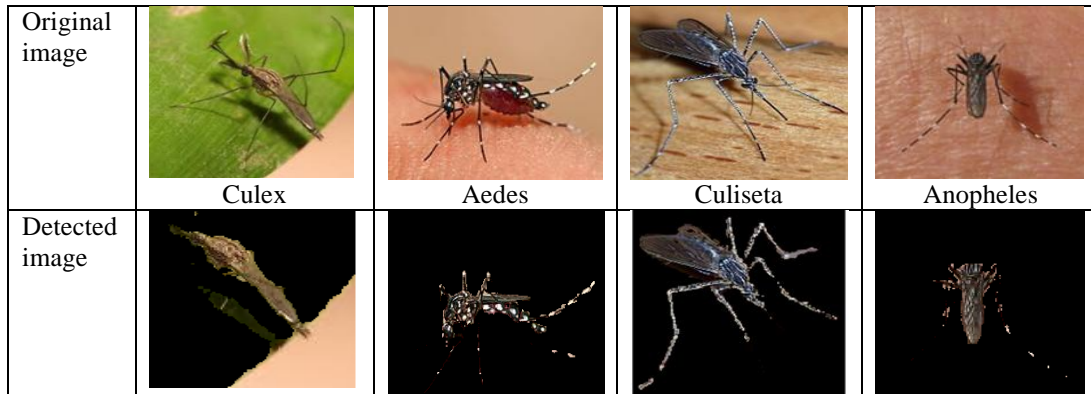 Original
image
Culex
Aedes
Culiseta
Anopheles
Detected
image